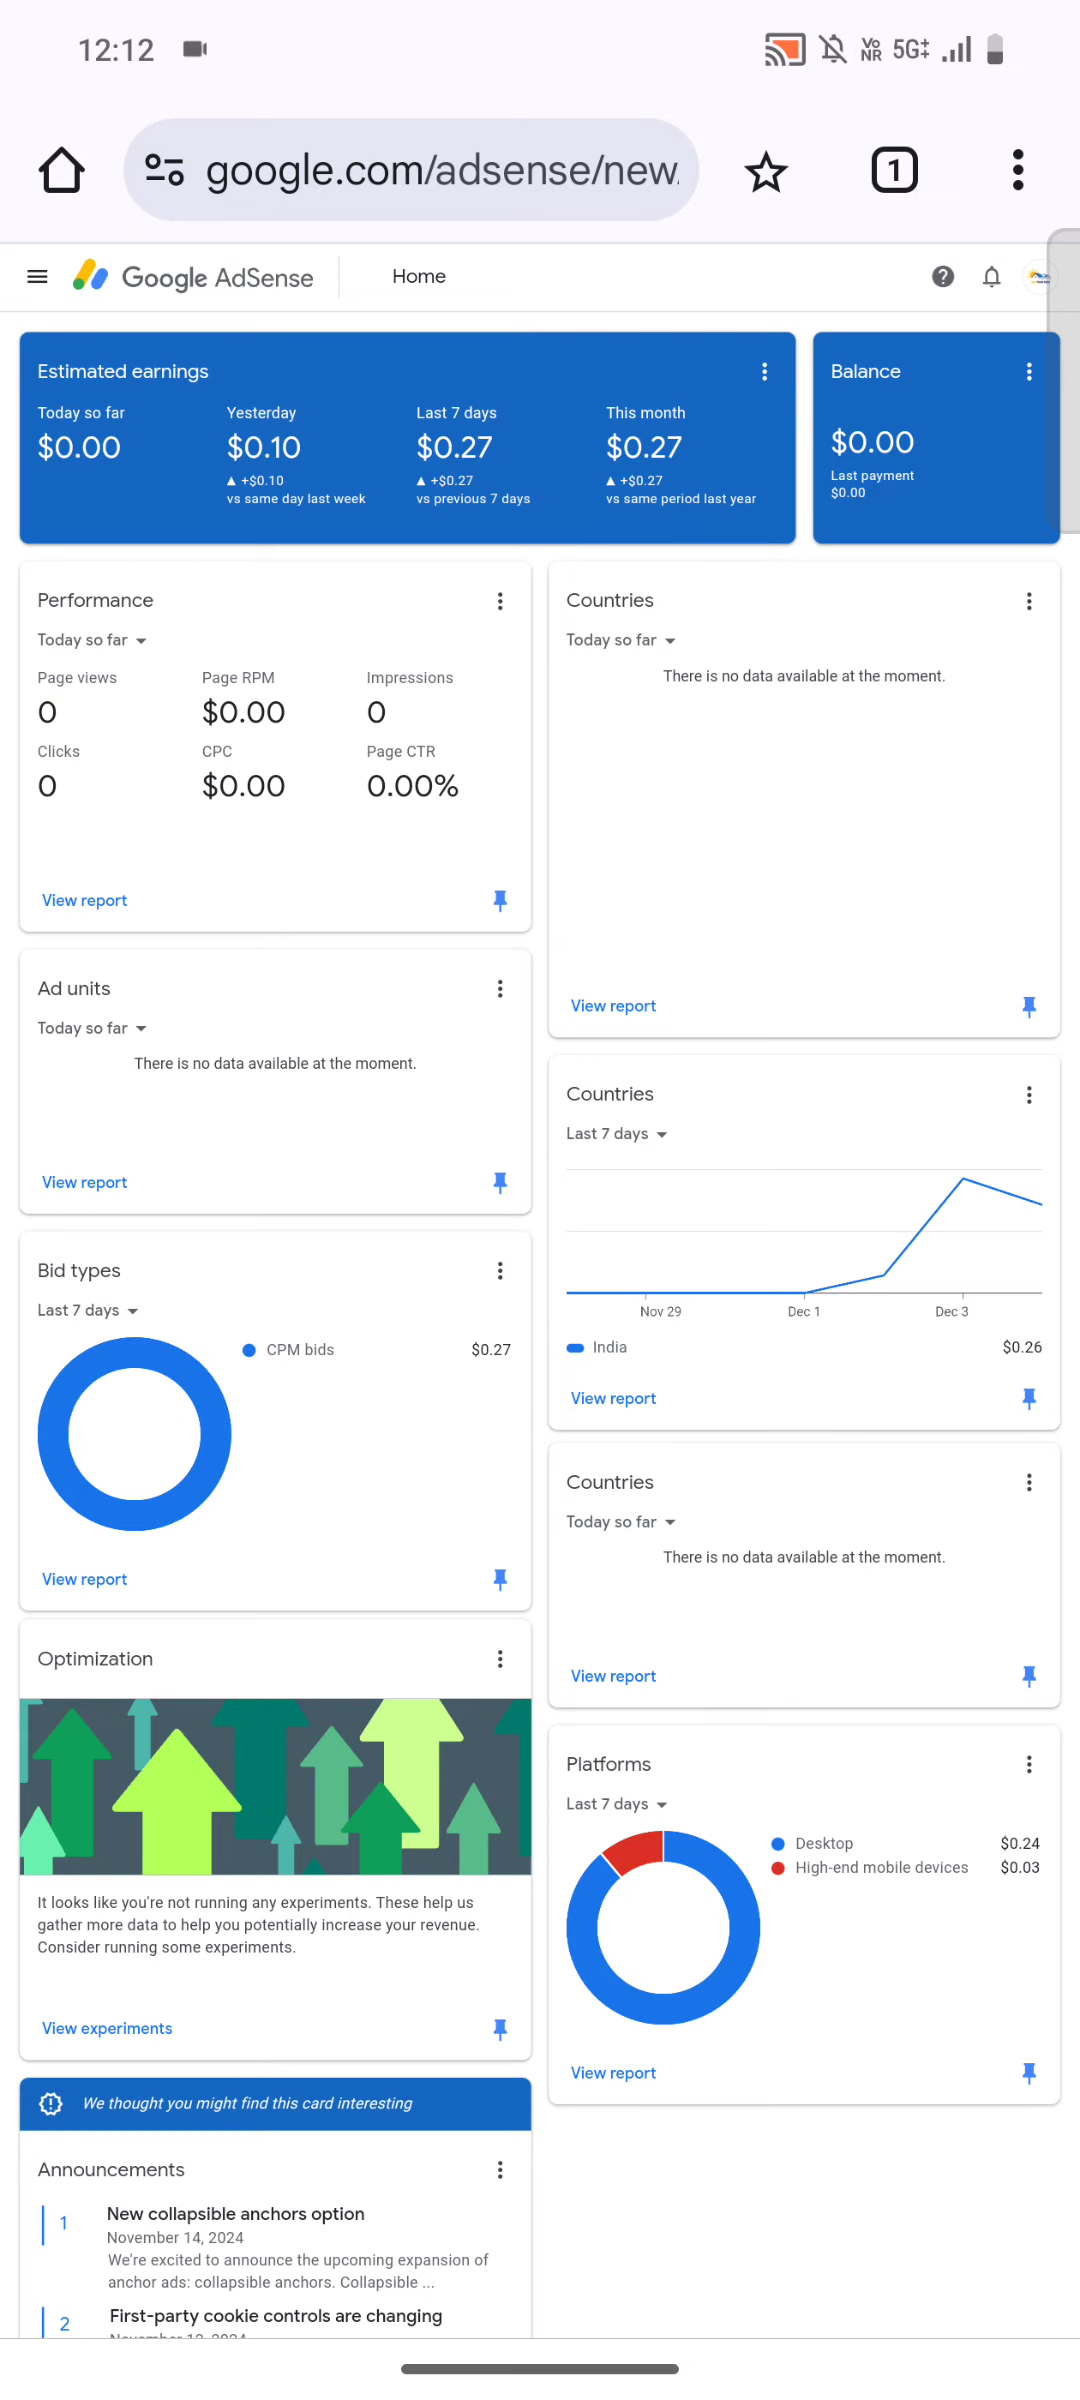 12:12
Vo
NR
5G
google.com/adsense/new.
1
Google AdSense
Home
Estimated earnings
Today so far
$0.00
Yesterday
$0.10
+$0.10
vs same day last week
Last 7 days
$0.27
+$0.27
vs previous 7 days
This month
$0.27
+$0.27
vs same period last year
Balance
$0.00
Last payment
$0.00
Performance
Today so far
Page views
0
Page RPM
$0.00
Impressions
0
Clicks
0
CPC
$0.00
Page CTR
0.00%
View report
Countries
Today so far
There is no data available at the moment.
View report
Ad units
Today so far
There is no data available at the moment.
View report
Countries
Last 7 days
Nov 29
Dec 1
Dec 3
India
$0.26
View report
Bid types
Last 7 days
CPM bids
$0.27
View report
Countries
Today so far
There is no data available at the moment.
View report
Optimization
It looks like you're not running any experiments. These help us
gather more data to help you potentially increase your revenue.
Consider running some experiments.
View experiments
Platforms
Last 7 days
Desktop
$0.24
High-end mobile devices
$0.03
View report
We thought you might find this card interesting
Announcements
1
New collapsible anchors option
November 14, 2024
We're excited to announce the upcoming expansion of
anchor ads: collapsible anchors. Collapsible ...
2
First-party cookie controls are changing